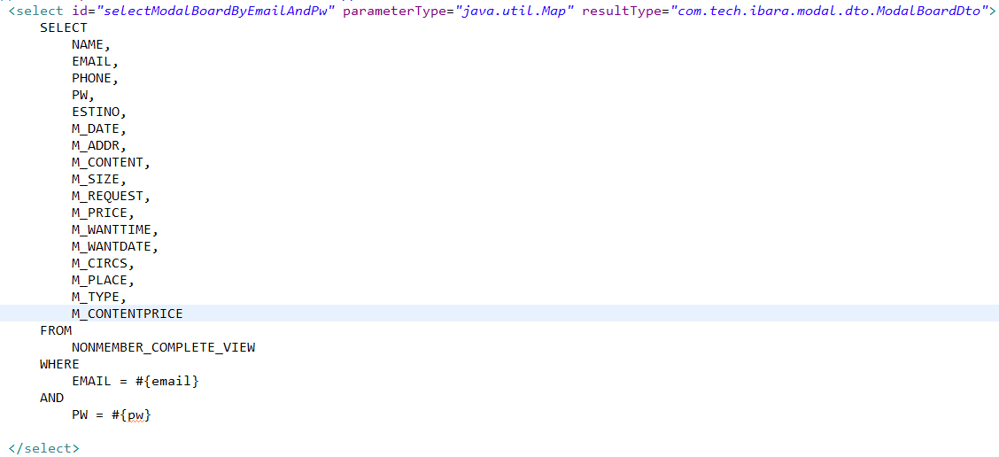 <select id="selectModalBoardByEmailAndPw" parameterType="java.util.Map" resultType="com.tech.ibara.modal.dto.ModalBoardDto">
SELECT
NAME,
EMAIL,
PHONE,
PW,
ESTINO,
M_DATE,
M_ADDR,
M_CONTENT,
M_SIZE,
M_REQUEST,
M_PRICE,
M_WANTTIME,
M_WANTDATE,
M_CIRCS,
M_PLACE,
M_TYPE,
M_CONTENTPRICE
FROM
NONMEMBER_COMPLETE_VIEW
WHERE
EMAIL = #{email}
AND
PW = #{pw}
</select>